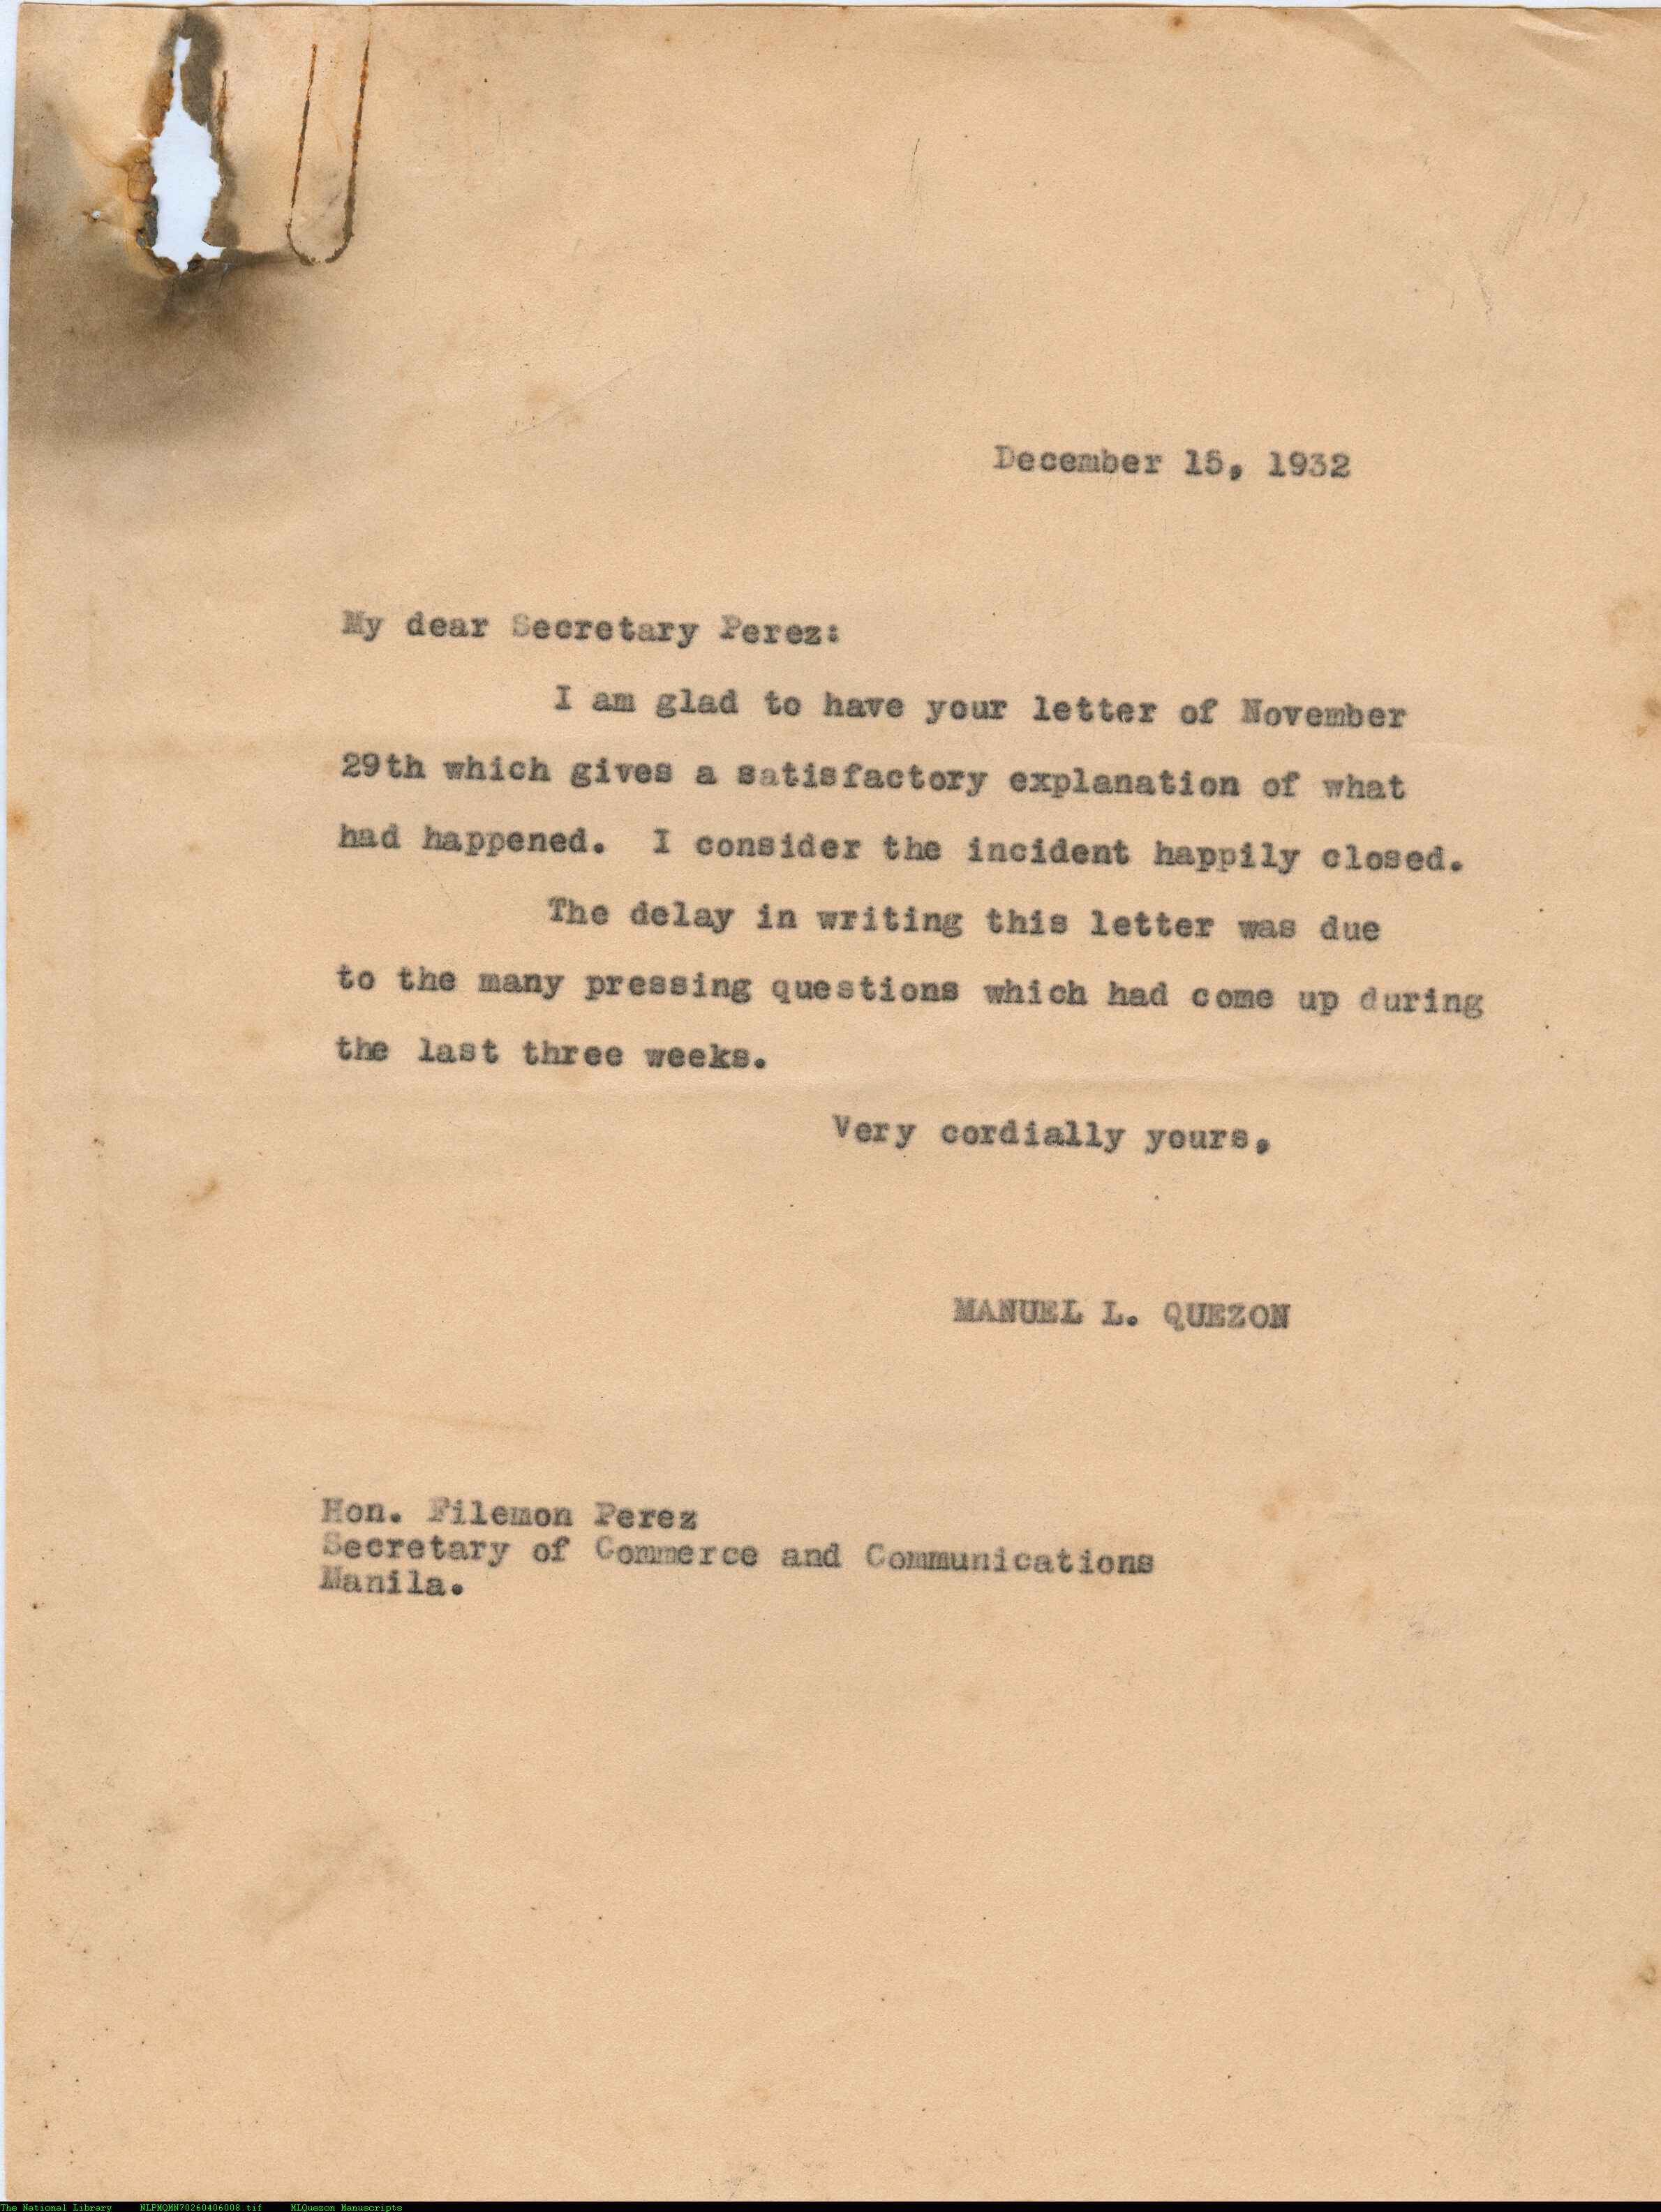 December 15, 1932
My dear Secretary Perez:
I am glad to have your letter of November
29th which gives a satisfactory explanation of what
had happened. I consider the incident happily closed.
The delay in writing this letter was due
to the many pressing questions which had come up during
the last three weeks.
Very cordially yours,
MANUEL L. QUEZON
Hon. Filemon Perez
Secretary of Commerce and Communications
Manila.
The National Library NLPMQMN70260406008.tif MLQuezon Manuscripts